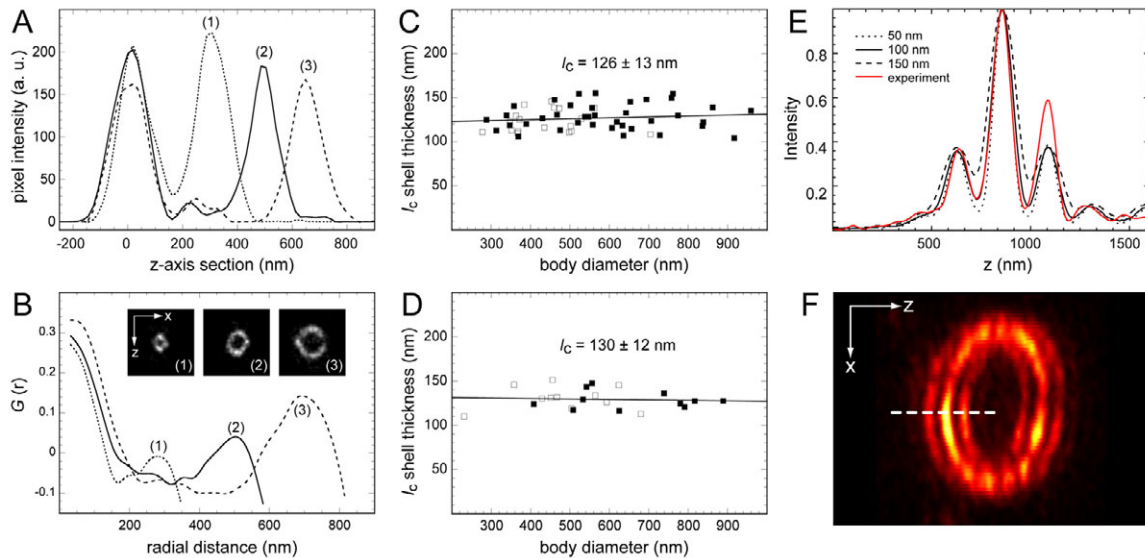 A
pixel intensity (a. u.)
200
150
100
50
0
(1)
(2)
(3)
-200
0
200
400
600
800
z-axis section (nm)
B
G (r)
0.3
0.2
0.1
0
-0.1
x
z
(1)
(2)
(3)
(1)
(2)
(3)
0
200
400
600
800
radial distance (nm)
C
lC shell thickness (nm)
200
150
100
50
lC = 126 ± 13 nm
300
400
500
600
700
800
900
body diameter (nm)
D
lC shell thickness (nm)
200
150
100
50
lC = 130 ± 12 nm
300
400
500
600
700
800
900
body diameter (nm)
E
Intensity
0.8
0.6
0.4
0.2
50 nm
100 nm
150 nm
experiment
500
1000
1500
z (nm)
F
z
x